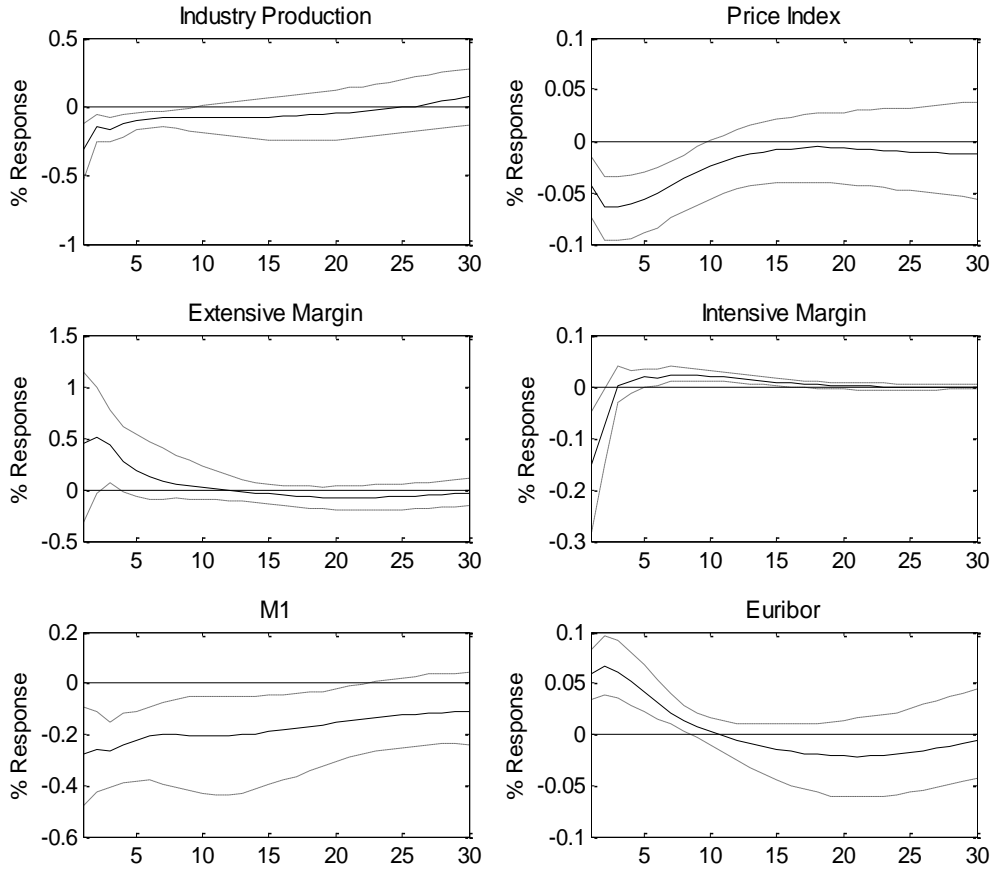 Industry Production
% Response
0.5
0
-0.5
-1
5 10 15 20 25 30
Price Index
% Response
0.1
0.05
0
-0.05
-0.1
5 10 15 20 25 30
Extensive Margin
% Response
1.5
1
0.5
0
-0.5
5 10 15 20 25 30
Intensive Margin
% Response
0.1
0
-0.1
-0.2
-0.3
5 10 15 20 25 30
M1
% Response
0.2
0
-0.2
-0.4
-0.6
5 10 15 20 25 30
Euribor
% Response
0.1
0.05
0
-0.05
-0.1
5 10 15 20 25 30